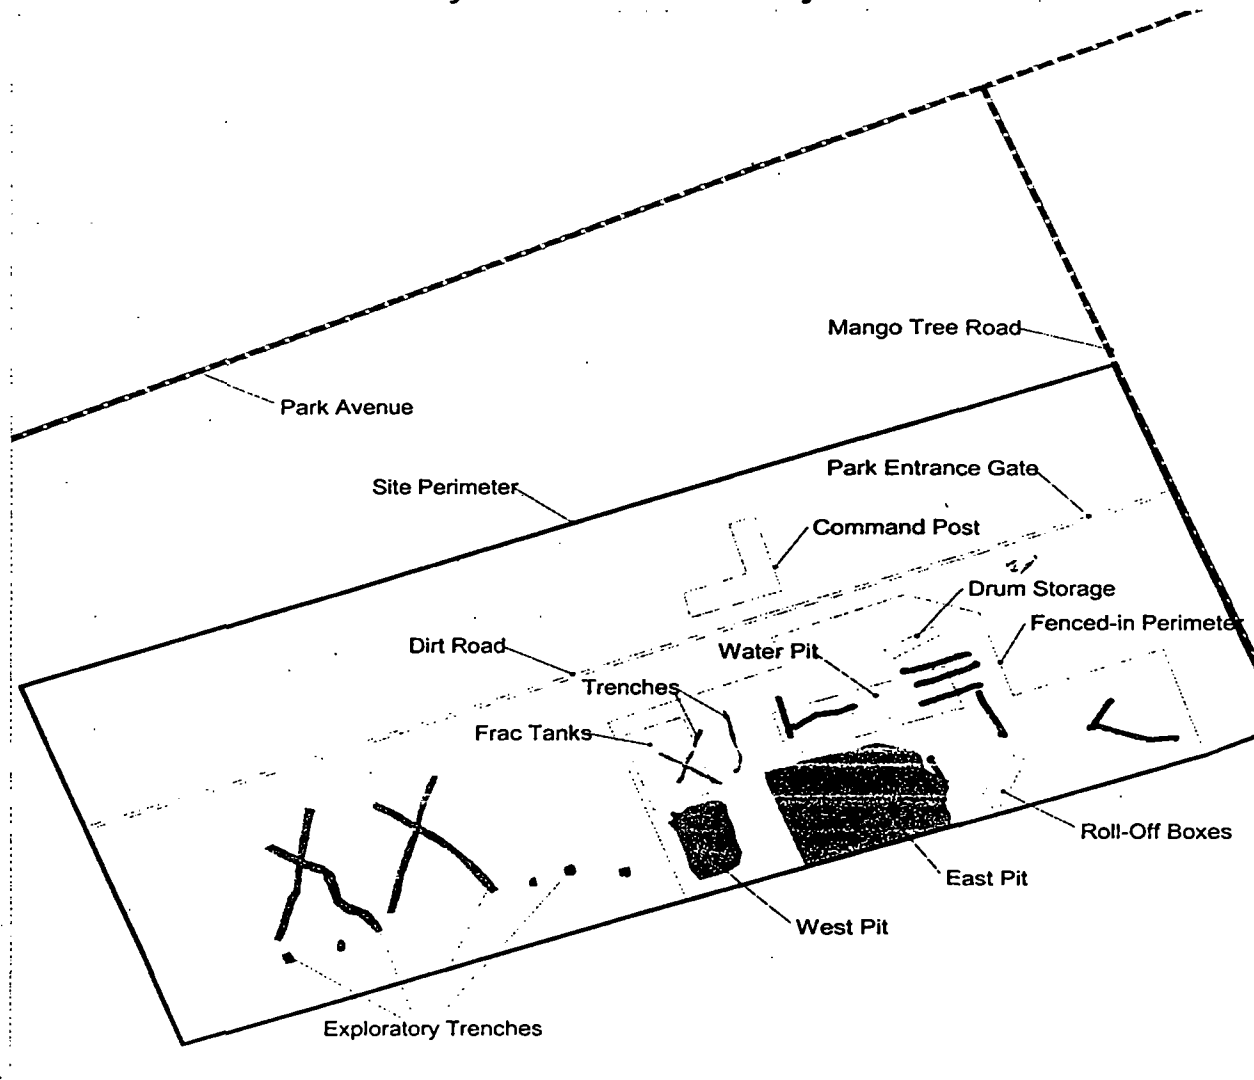 Mango Tree Road
Park Avenue
Park Entrance Gate
Site Perimeter
Command Post
Drum Storage
Fenced-in Perimeter
Dirt Road
Water Pit
Trenches
Frac Tanks
Roll-Off Boxes
East Pit
West Pit
Exploratory Trenches